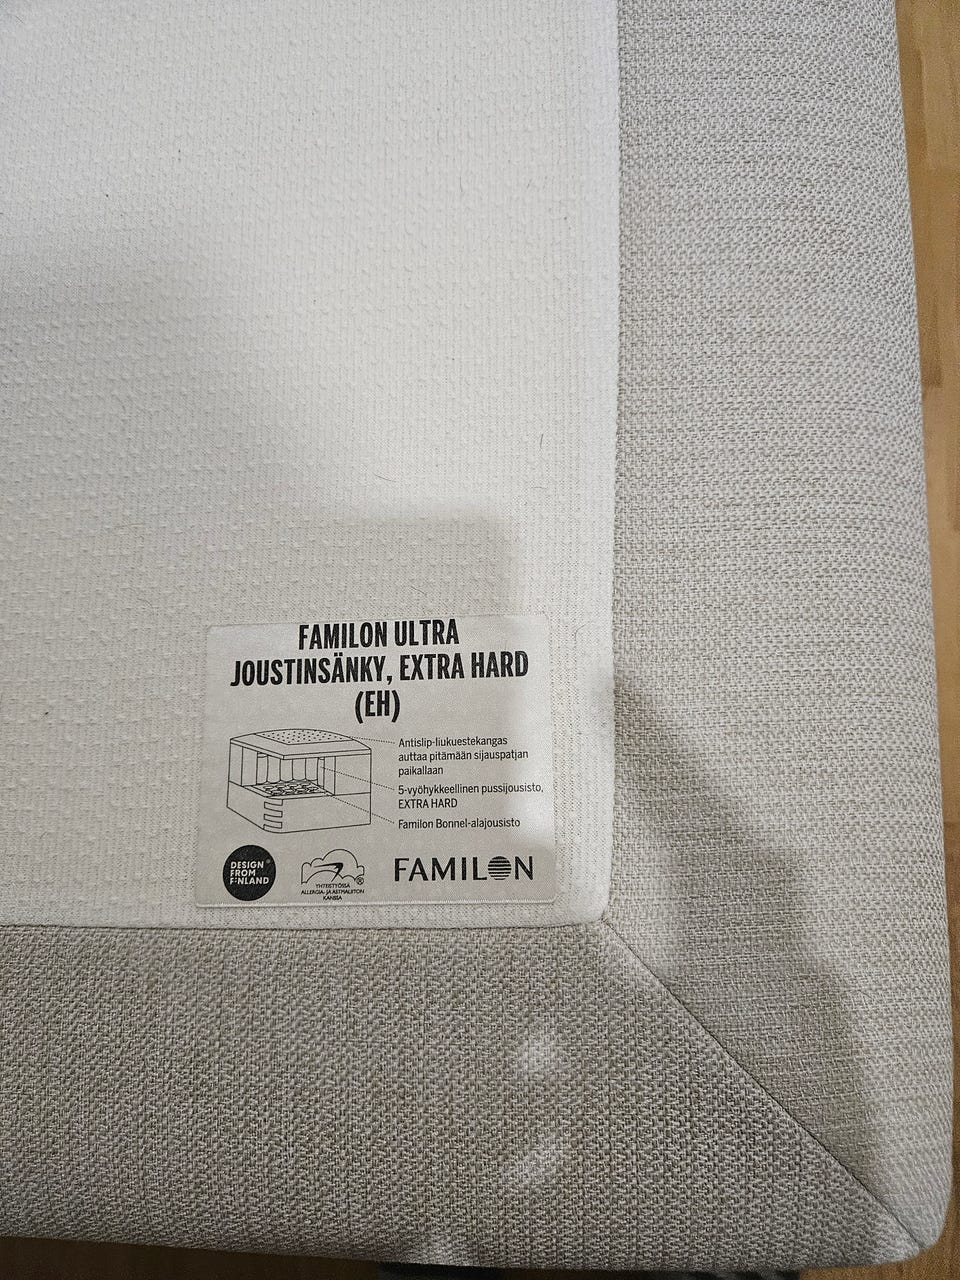 FAMILON ULTRA
JOUSTINSÄNKY, EXTRA HARD
(EH)
Antislip-liukuestekangas
auttaa pitämään sijauspatjan
paikallaan
5-vyöhykkeellinen pussijousisto,
EXTRA HARD
Familon Bonnel-alajousisto
DESIGN
FROM
FINLAND
®
YHTEISTYÖSSÄ
ALLERGIA- JA ASTMALIITON
KANSSA
®
FAMILON